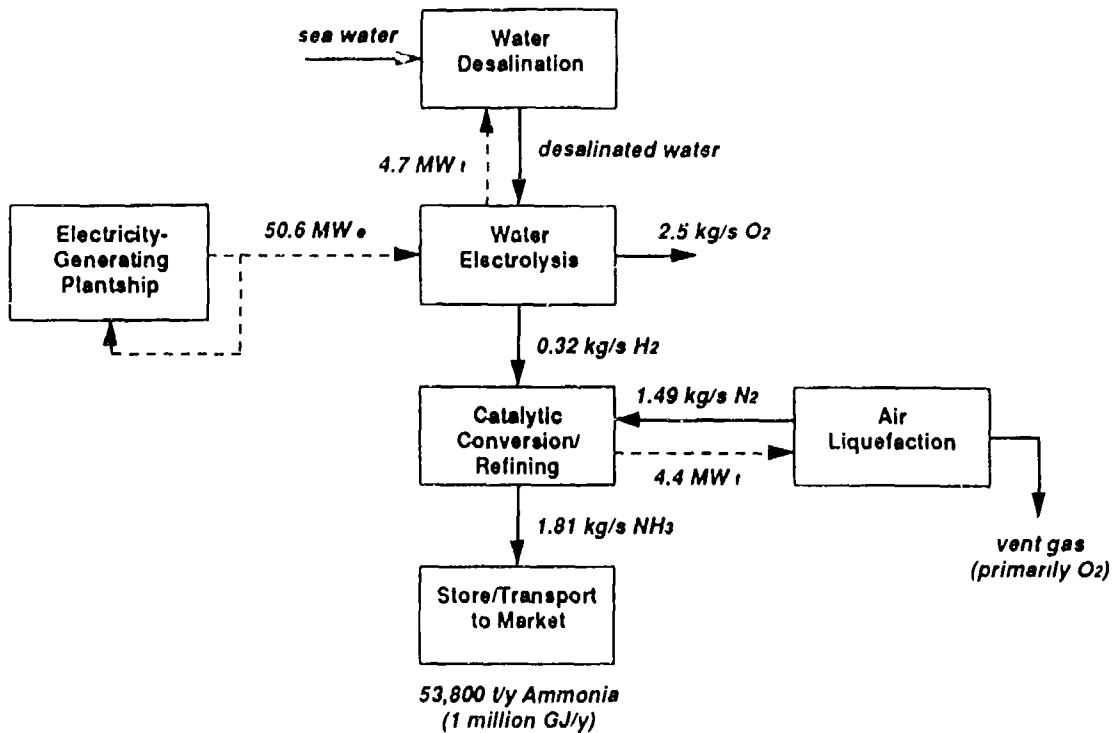 sea water
Water
Desalination
4.7 MW t
desalinated water
Electricity-
Generating
Plantship
50.6 MW e
Water
Electrolysis
2.5 kg/s O2
0.32 kg/s H2
Catalytic
Conversion/
Refining
1.49 kg/s N2
4.4 MW t
Air
Liquefaction
1.81 kg/s NH3
vent gas
(primarily O2)
Store/Transport
to Market
53,800 t/y Ammonia
(1 million GJ/y)